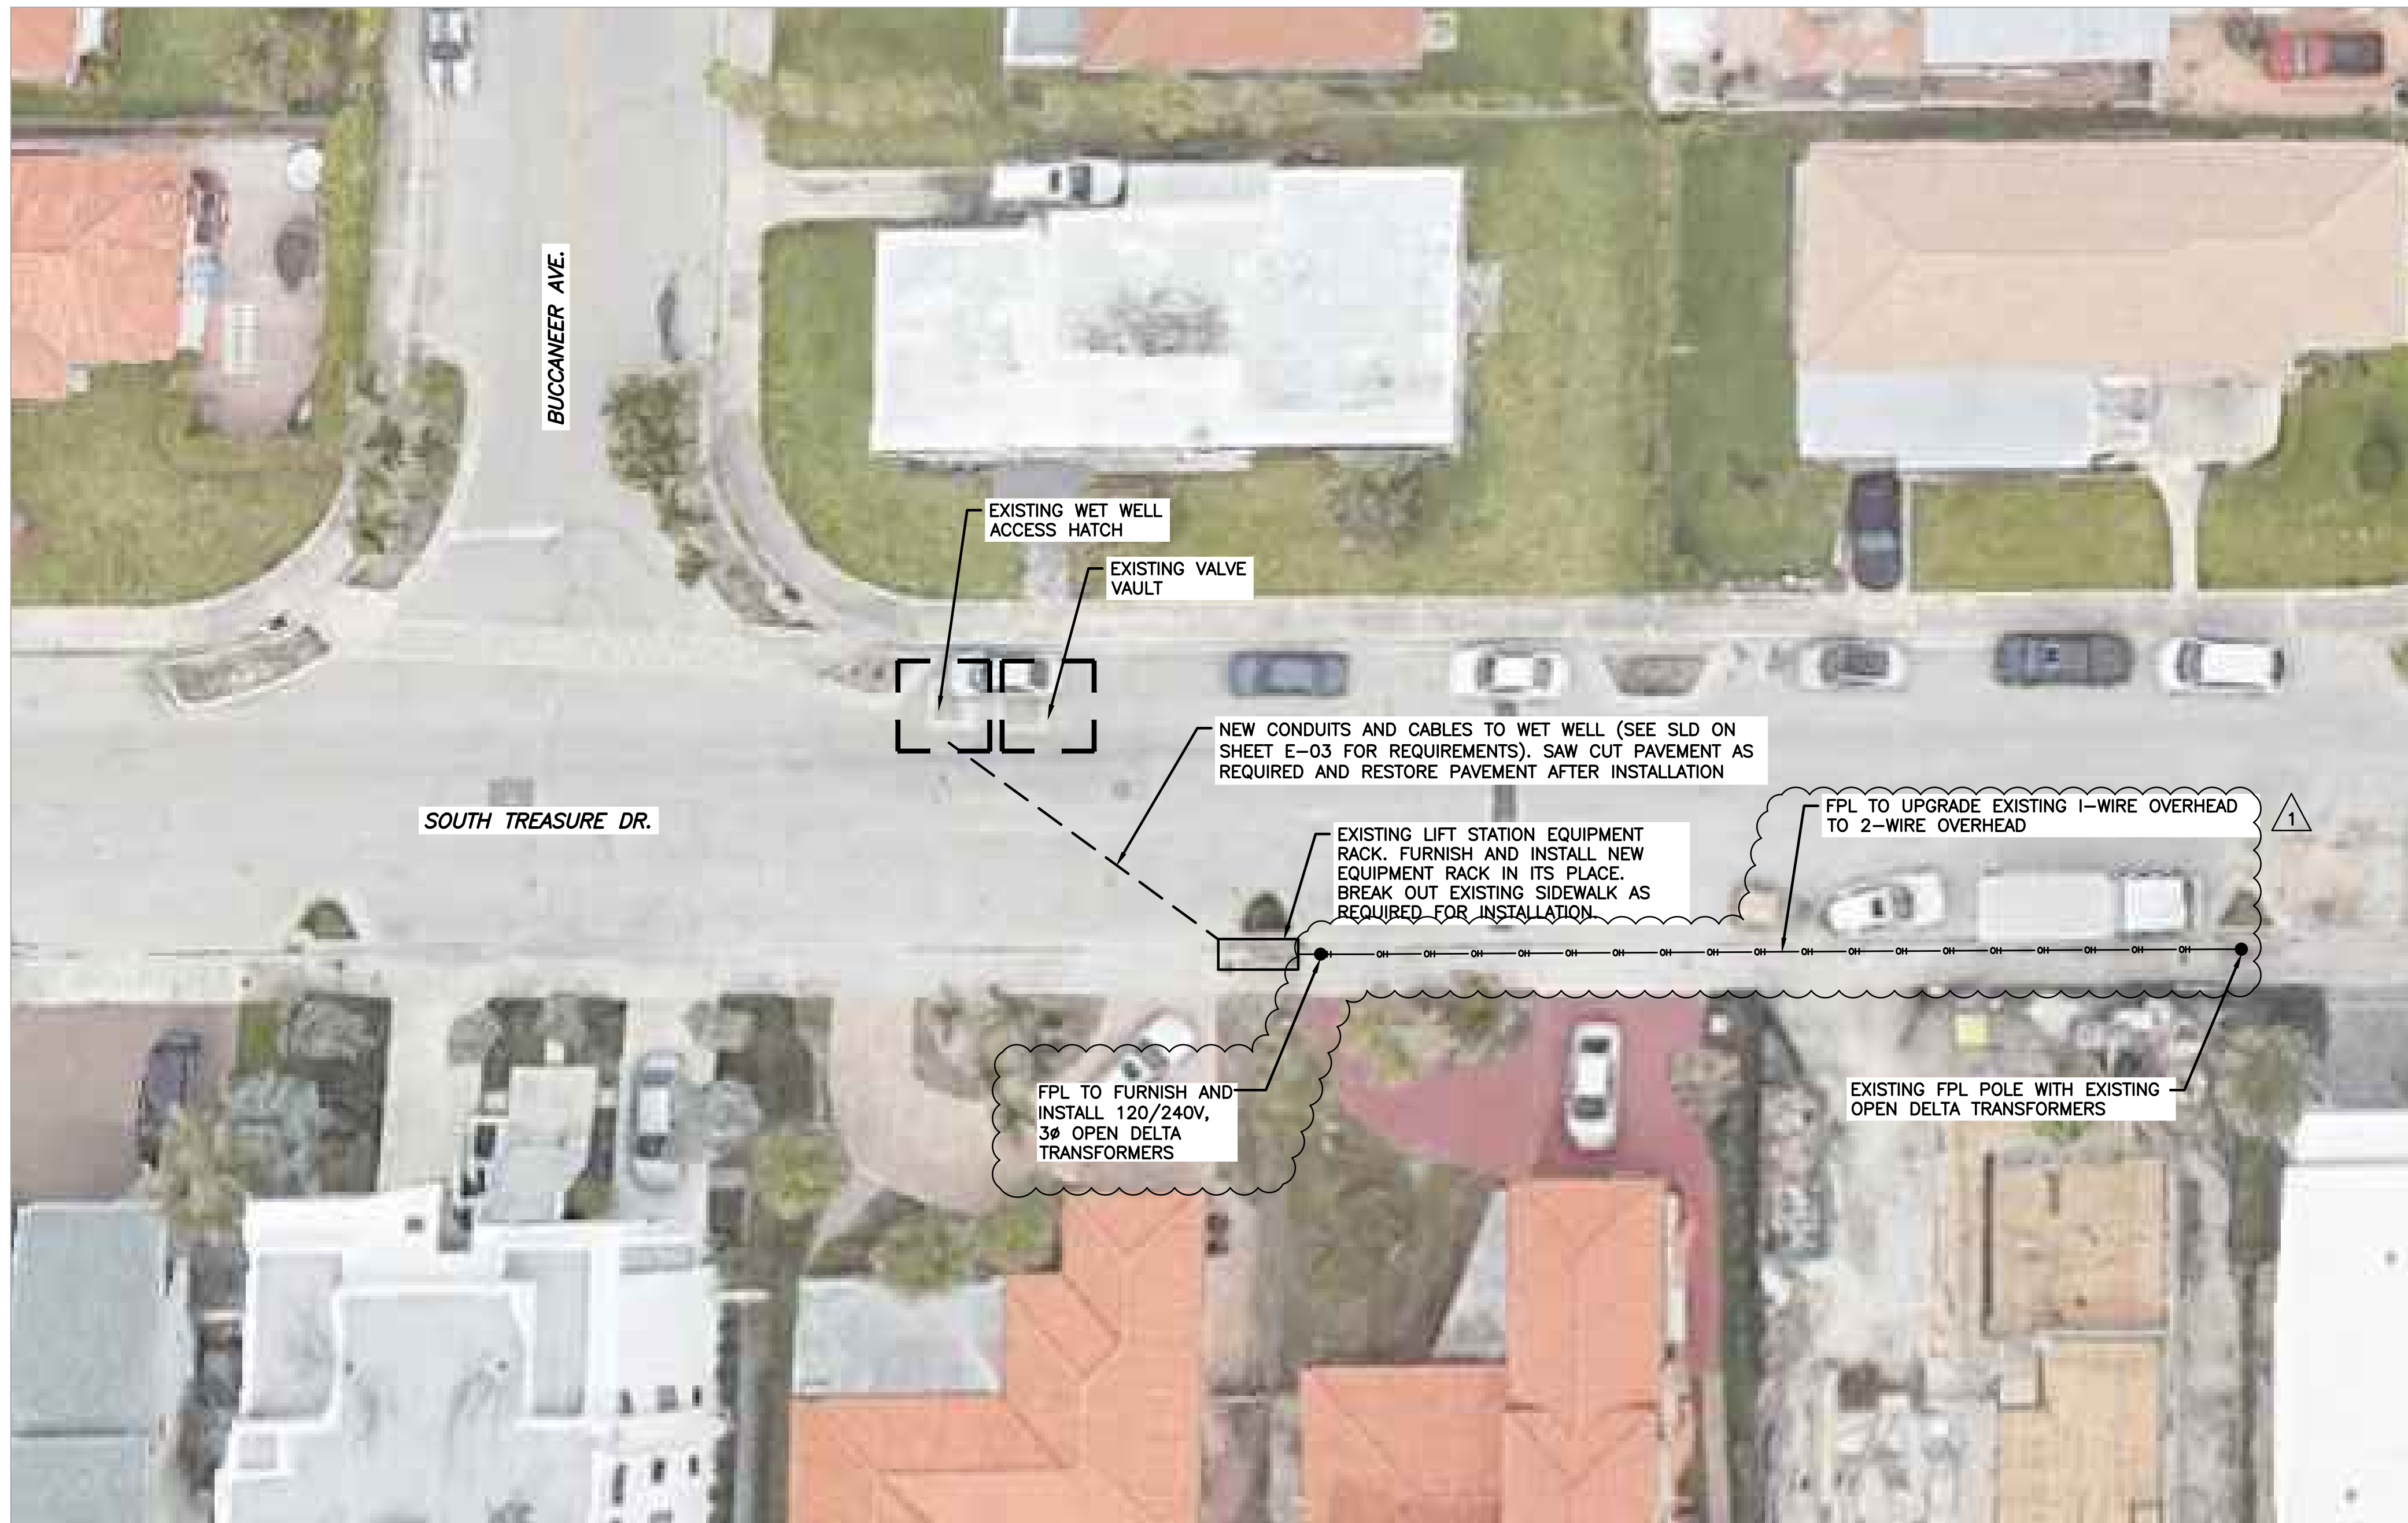 BUCCANEER AVE.
EXISTING WET WELL
ACCESS HATCH
EXISTING VALVE
VAULT
NEW CONDUITS AND CABLES TO WET WELL (SEE SLD ON
SHEET E-03 FOR REQUIREMENTS). SAW CUT PAVEMENT AS
REQUIRED AND RESTORE PAVEMENT AFTER INSTALLATION
SOUTH TREASURE DR.
FPL TO UPGRADE EXISTING 1-WIRE OVERHEAD
TO 2-WIRE OVERHEAD
1
EXISTING LIFT STATION EQUIPMENT
RACK. FURNISH AND INSTALL NEW
EQUIPMENT RACK IN ITS PLACE.
BREAK OUT EXISTING SIDEWALK AS
REQUIRED FOR INSTALLATION.
OH OH OH OH OH OH OH OH OH OH OH OH OH OH OH OH OH OH
FPL TO FURNISH AND
INSTALL 120/240V,
3ø OPEN DELTA
TRANSFORMERS
EXISTING FPL POLE WITH EXISTING
OPEN DELTA TRANSFORMERS